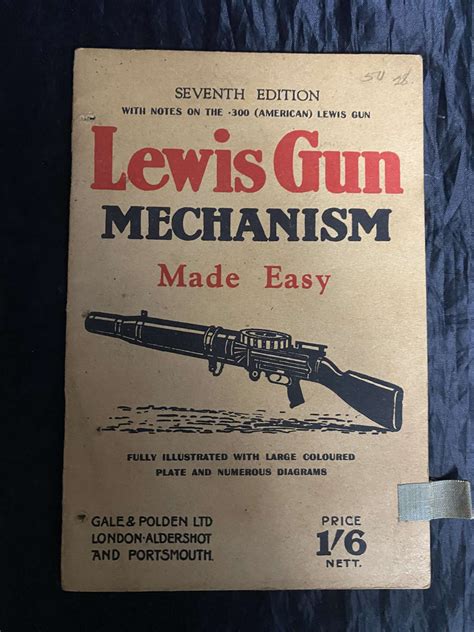 SEVENTH EDITION
WITH NOTES ON THE ·300 (AMERICAN) LEWIS GUN
Lewis Gun
MECHANISM
Made Easy
FULLY ILLUSTRATED WITH LARGE COLOURED
PLATE AND NUMEROUS DIAGRAMS
GALE & POLDEN LTD
LONDON·ALDERSHOT
AND PORTSMOUTH.
PRICE
1/6
NETT.